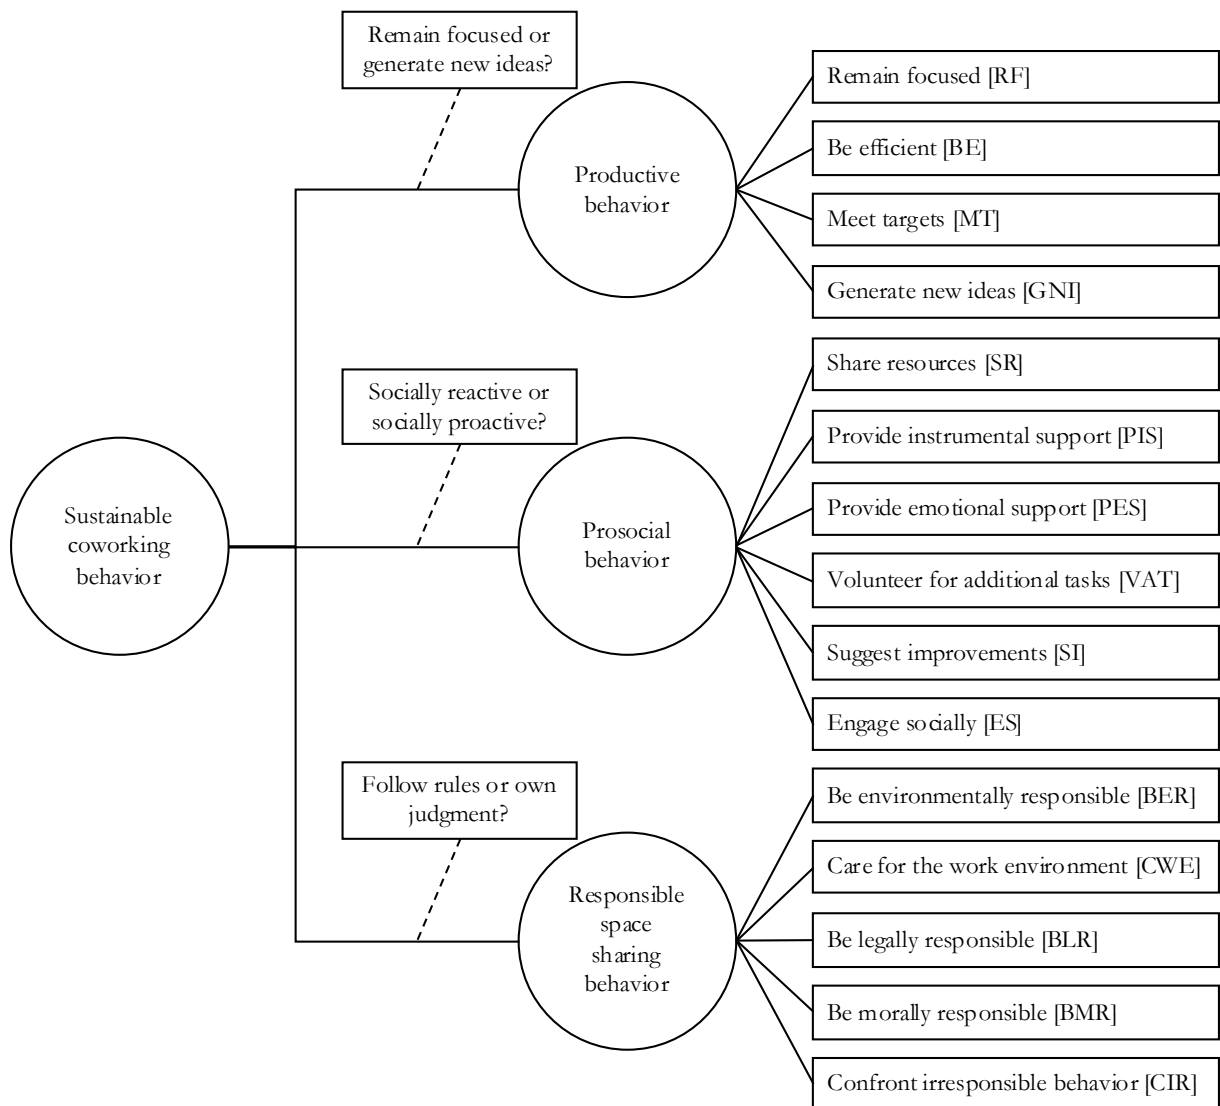 Remain focused or
generate new ideas?
Productive
behavior
Remain focused [RF]
Be efficient [BE]
Meet targets [MT]
Generate new ideas [GNI]
Sustainable
coworking
behavior
Socially reactive or
socially proactive?
Prosocial
behavior
Share resources [SR]
Provide instrumental support [PIS]
Provide emotional support [PES]
Volunteer for additional tasks [VAT]
Suggest improvements [SI]
Engage socially [ES]
Follow rules or own
judgment?
Responsible
space
sharing
behavior
Be environmentally responsible [BER]
Care for the work environment [CWE]
Be legally responsible [BLR]
Be morally responsible [BMR]
Confront irresponsible behavior [CIR]